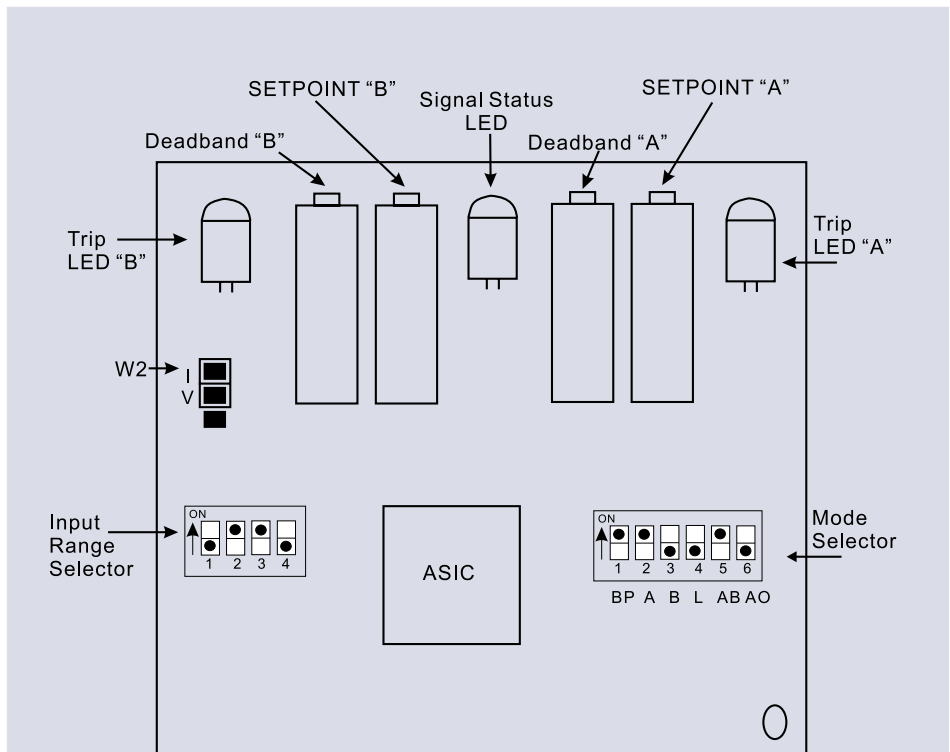 SETPOINT “B”
Signal Status
LED
SETPOINT “A”
Deadband “B”
Deadband “A”
Trip
LED “B”
Trip
LED “A”
W2
I
V
Input
Range
Selector
ON
1 2 3 4
ASIC
ON
1 2 3 4 5 6
BP A B L AB AO
Mode
Selector